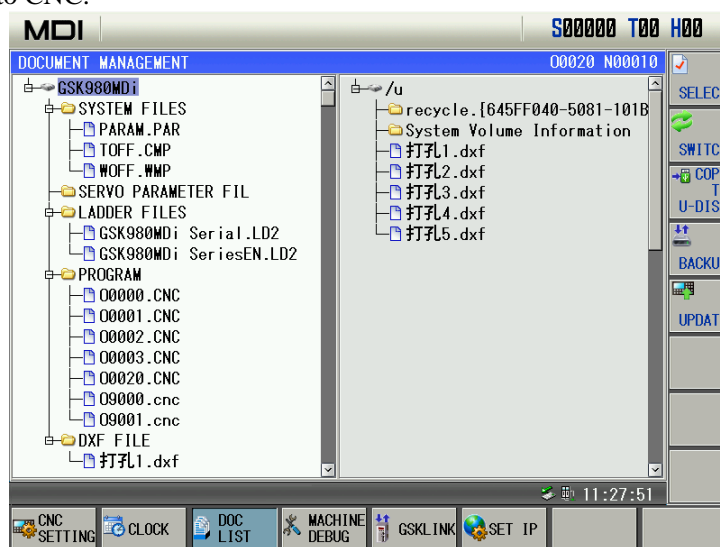 to CNC.
MDI S00000 T00 H00
DOCUMENT MANAGEMENT O0020 N00010
GSK980MDi
SYSTEM FILES
PARAM.PAR
TOFF.CMP
WOFF.WMP
SERVO PARAMETER FIL
LADDER FILES
GSK980MDi Serial.LD2
GSK980MDi SeriesEN.LD2
PROGRAM
O0000.CNC
O0001.CNC
O0002.CNC
O0003.CNC
O0020.CNC
O9000.cnc
O9001.cnc
DXF FILE
打孔1.dxf
/u
recycle.{645FF040-5081-101B
System Volume Information
打孔1.dxf
打孔2.dxf
打孔3.dxf
打孔4.dxf
打孔5.dxf
SELEC
SWITC
COP
T
U-DIS
BACKU
UPDAT
11:27:51
CNC
SETTING
CLOCK
DOC
LIST
MACHINE
DEBUG
GSKLINK
SET IP